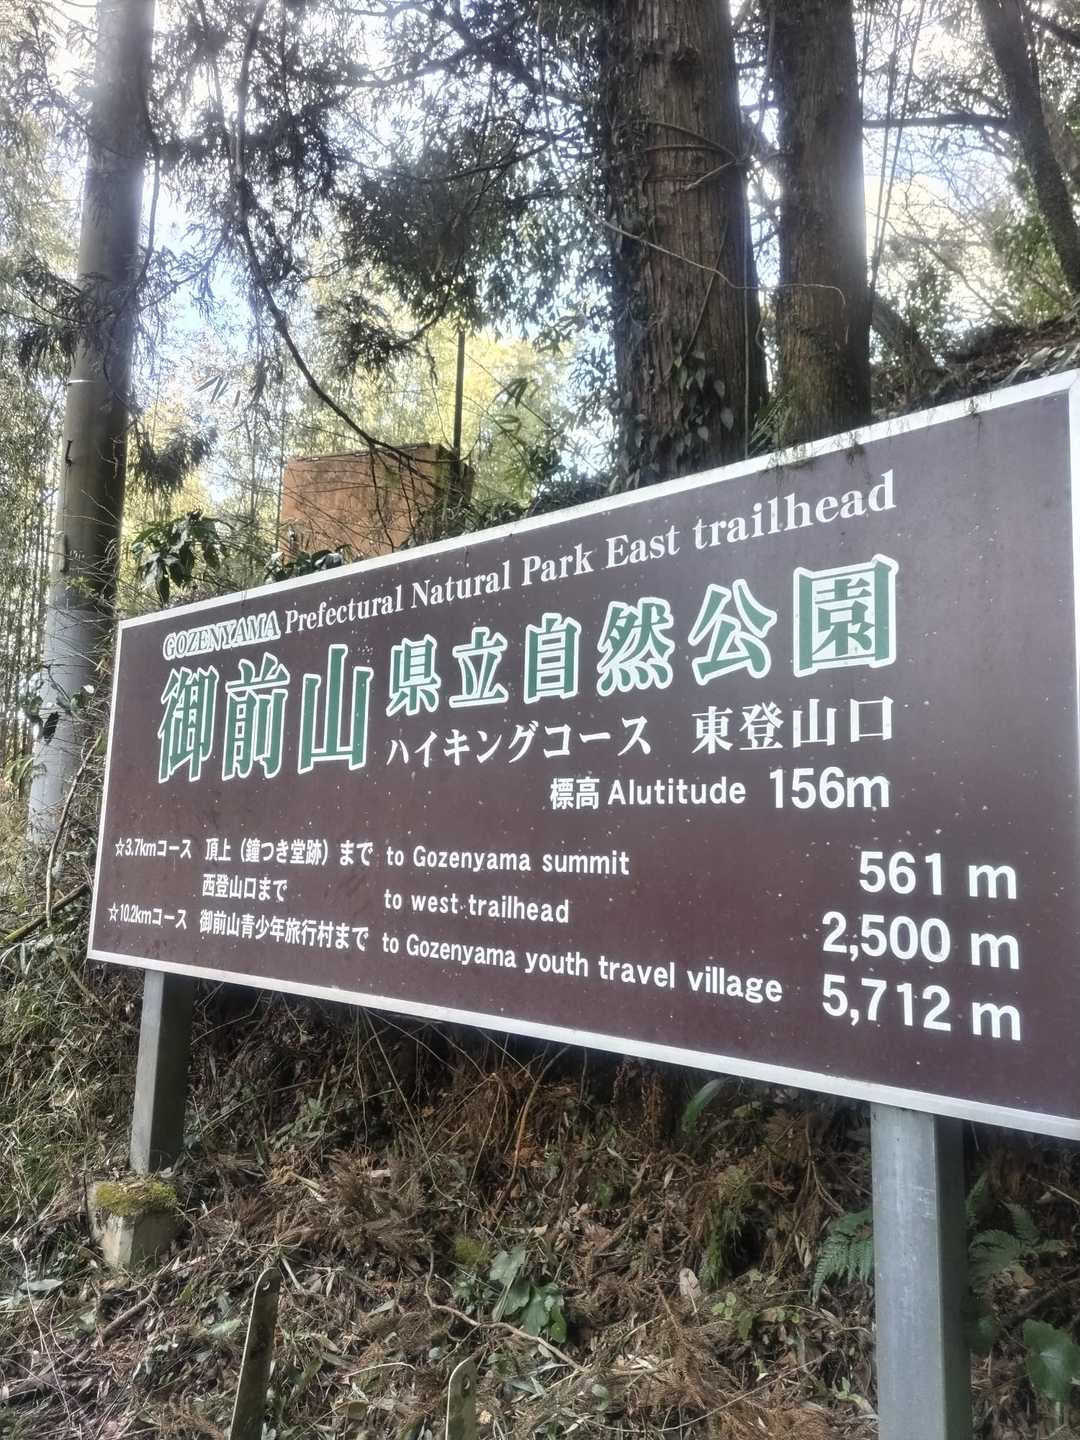 GOZENYAMA Prefectural Natural Park East trailhead
御前山 県立自然公園
ハイキングコース 東登山口
標高 Alutitude 156m
☆3.7kmコース 頂上（鐘つき堂跡）まで to Gozenyama summit 561 m
西登山口まで to west trailhead 2,500 m
☆10.2kmコース 御前山青少年旅行村まで to Gozenyama youth travel village 5,712 m